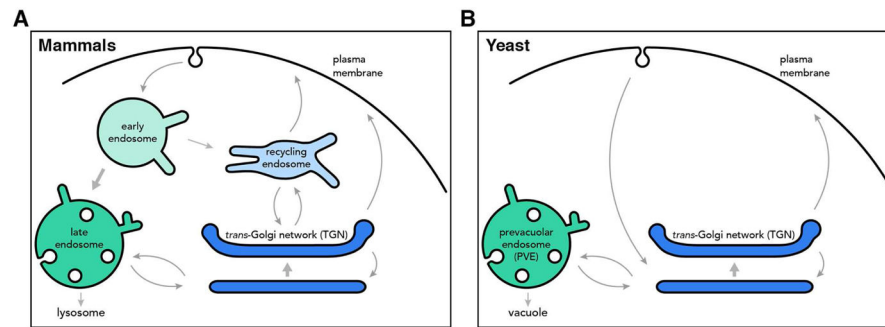 A
Mammals
plasma
membrane
early
endosome
recycling
endosome
late
endosome
trans-Golgi network (TGN)
lysosome
B
Yeast
plasma
membrane
prevacuolar
endosome
(PVE)
trans-Golgi network (TGN)
vacuole